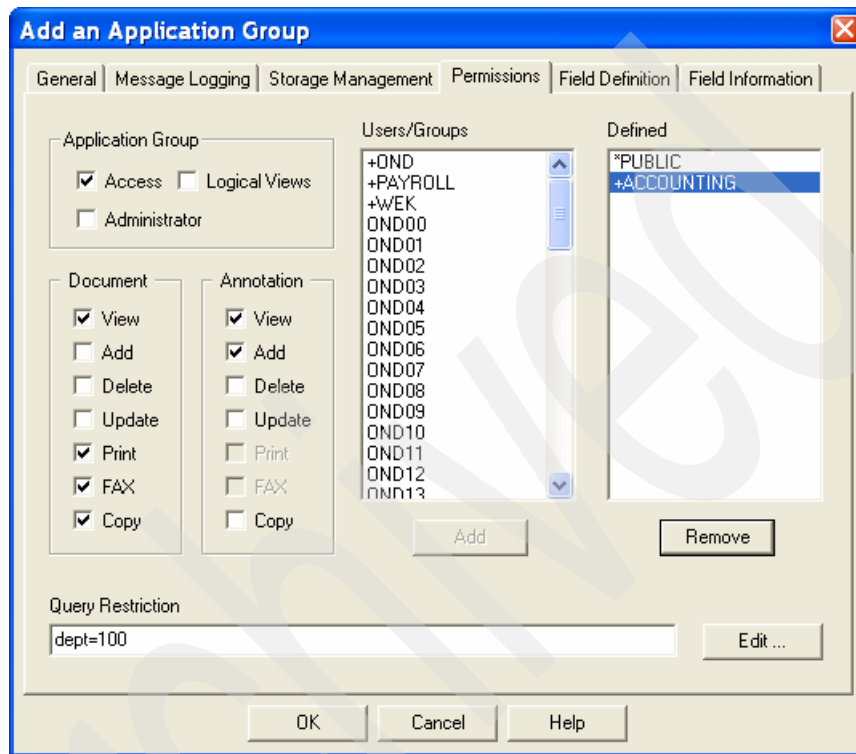 Add an Application Group
General Message Logging Storage Management Permissions Field Definition Field Information
Application Group
Access Logical Views
Administrator
Document
View
Add
Delete
Update
Print
FAX
Copy
Annotation
View
Add
Delete
Update
Print
FAX
Copy
Users/Groups
+OND
+PAYROLL
+WEK
OND00
OND01
OND02
OND03
OND04
OND05
OND06
OND07
OND08
OND09
OND10
OND11
OND12
OND13
Add
Defined
*PUBLIC
+ACCOUNTING
Remove
Query Restriction
dept=100
Edit ...
OK Cancel Help